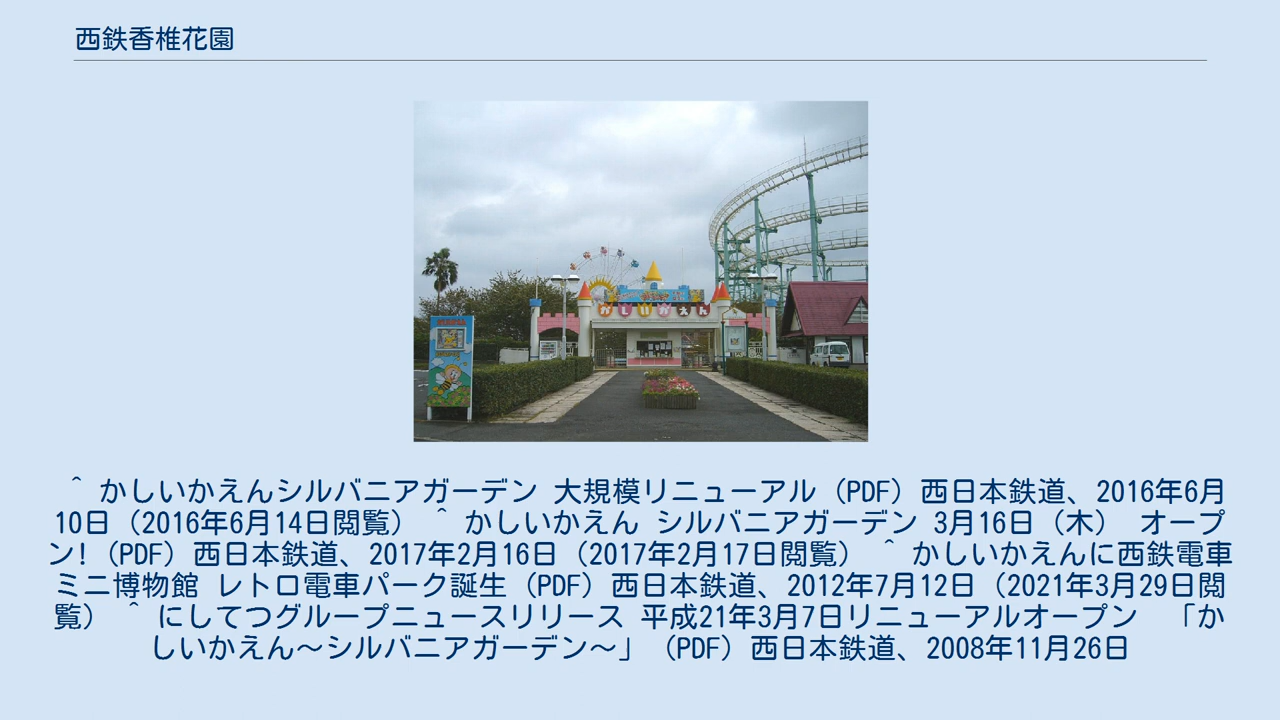 西鉄香椎花園
かしいかえん
^ かしいかえんシルバニアガーデン 大規模リニューアル（PDF）西日本鉄道、2016年6月
10日（2016年6月14日閲覧） ^ かしいかえん シルバニアガーデン 3月16日（木） オープ
ン!（PDF）西日本鉄道、2017年2月16日（2017年2月17日閲覧） ^ かしいかえんに西鉄電車
ミニ博物館 レトロ電車パーク誕生（PDF）西日本鉄道、2012年7月12日（2021年3月29日閲
覧） ^ にしてつグループニュースリリース 平成21年3月7日リニューアルオープン 「か
しいかえん～シルバニアガーデン～」（PDF）西日本鉄道、2008年11月26日